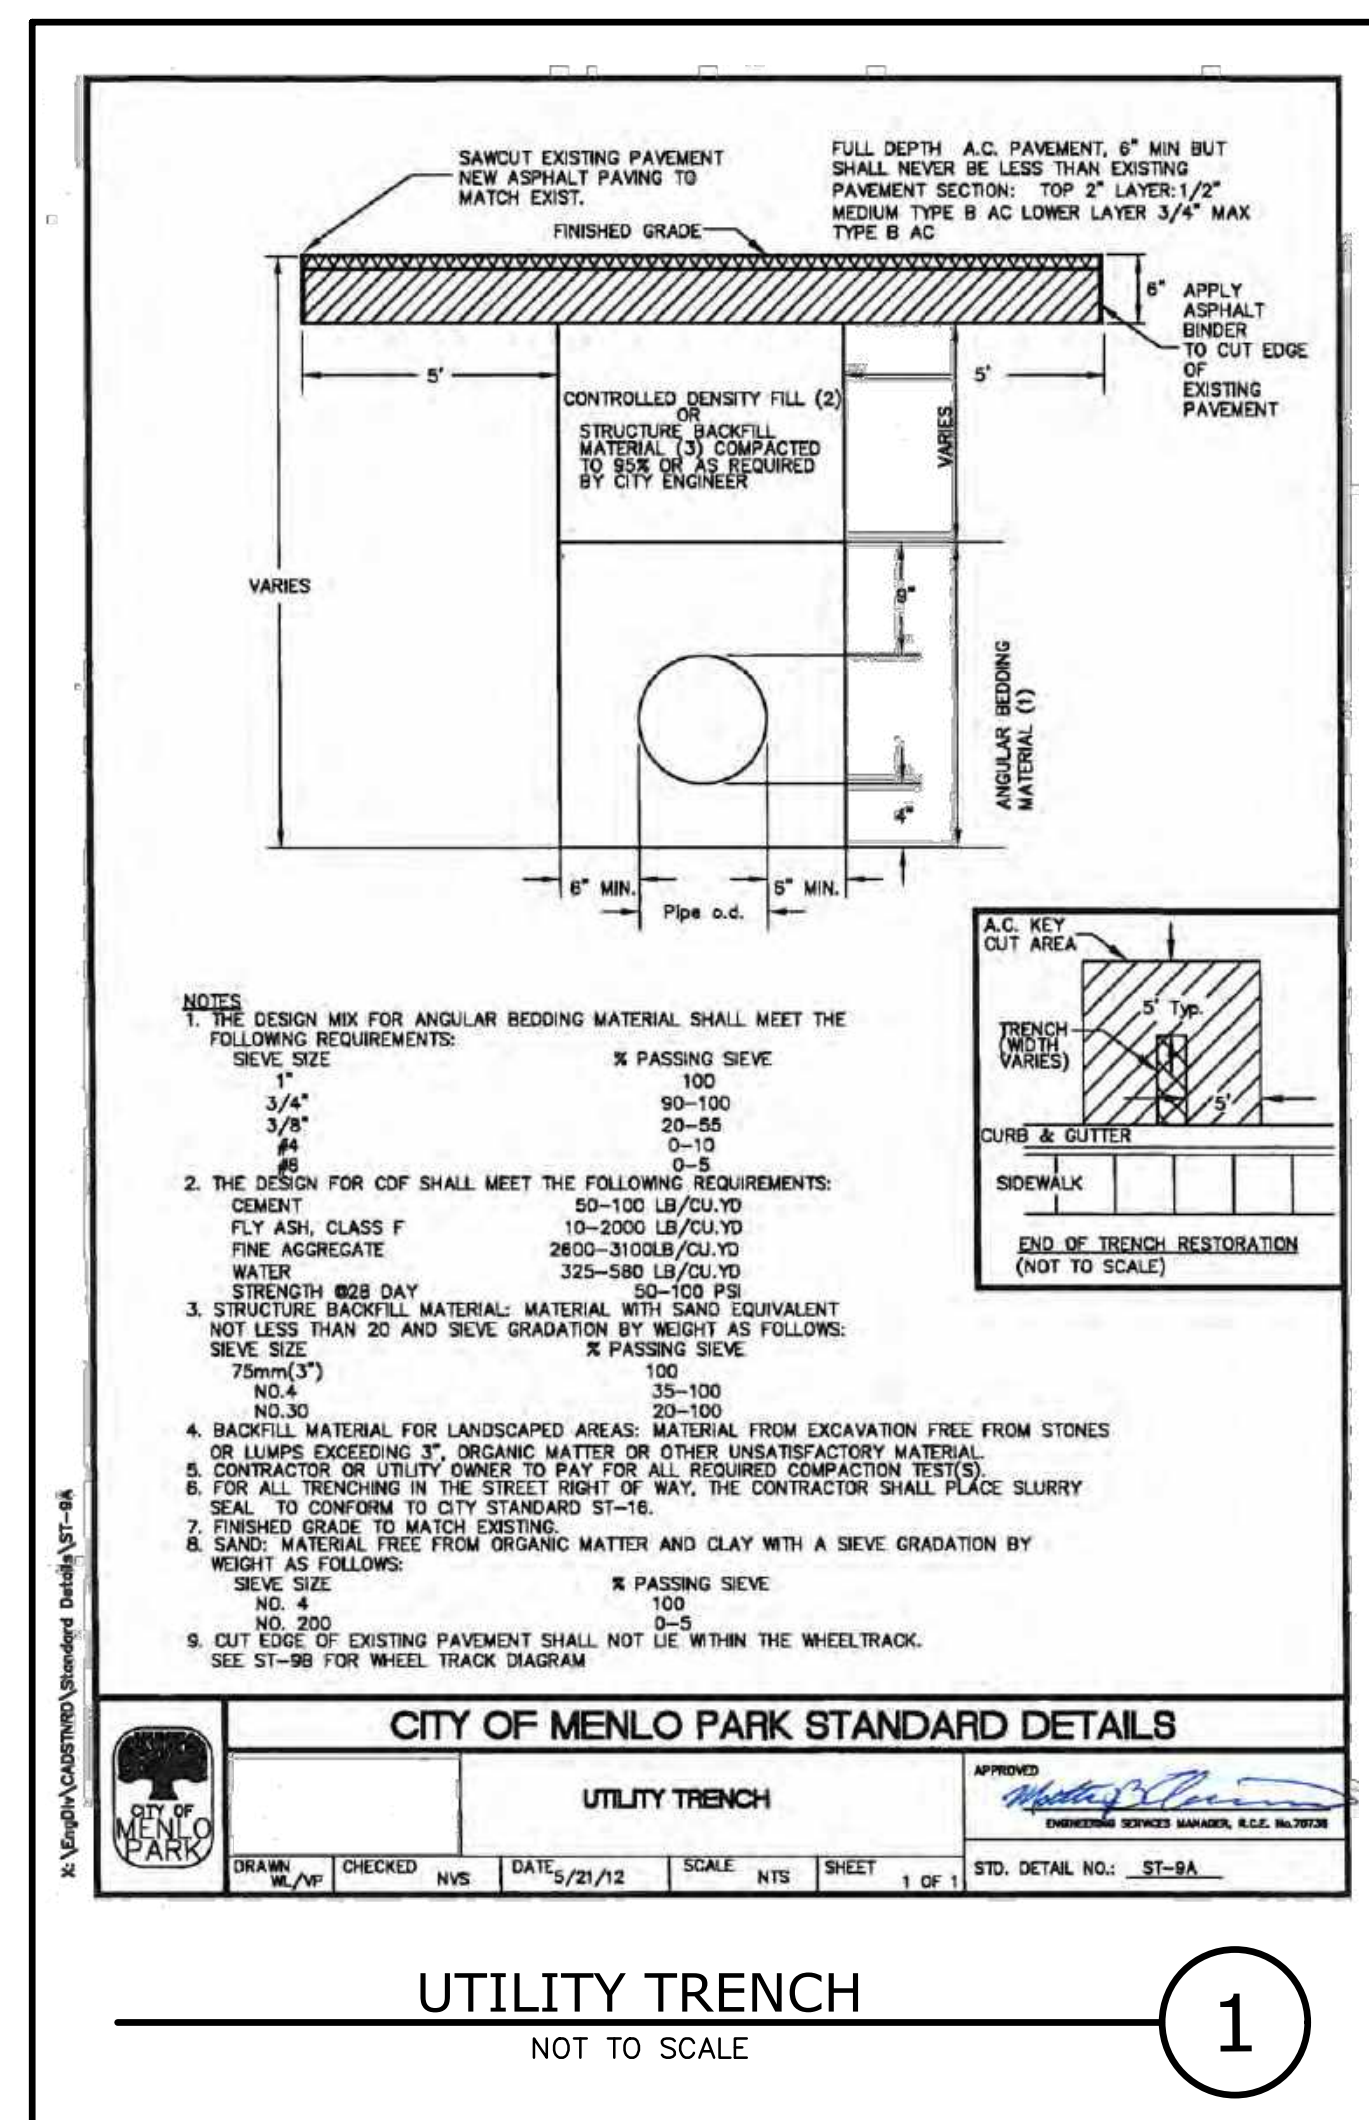 SAWCUT EXISTING PAVEMENT
NEW ASPHALT PAVING TO
MATCH EXIST.
FULL DEPTH A.C. PAVEMENT, 6" MIN BUT
SHALL NEVER BE LESS THAN EXISTING
PAVEMENT SECTION: TOP 2" LAYER: 1/2"
MEDIUM TYPE B AC LOWER LAYER 3/4" MAX
TYPE B AC
FINISHED GRADE
6"
APPLY
ASPHALT
BINDER
TO CUT EDGE
OF
EXISTING
PAVEMENT
5'
5'
CONTROLLED DENSITY FILL (2)
OR
STRUCTURE BACKFILL
MATERIAL (3) COMPACTED
TO 95% OR AS REQUIRED
BY CITY ENGINEER
VARIES
VARIES
9"
ANGULAR BEDDING
MATERIAL (1)
4"
6" MIN.
6" MIN.
Pipe o.d.
A.C. KEY
CUT AREA
5' Typ.
TRENCH
(WIDTH
VARIES)
5'
CURB & GUTTER
SIDEWALK
END OF TRENCH RESTORATION
(NOT TO SCALE)
NOTES
1. THE DESIGN MIX FOR ANGULAR BEDDING MATERIAL SHALL MEET THE
FOLLOWING REQUIREMENTS:
SIEVE SIZE % PASSING SIEVE
1" 100
3/4" 90-100
3/8" 20-55
#4 0-10
#8 0-5
2. THE DESIGN FOR CDF SHALL MEET THE FOLLOWING REQUIREMENTS:
CEMENT 50-100 LB/CU.YD
FLY ASH, CLASS F 10-2000 LB/CU.YD
FINE AGGREGATE 2600-3100LB/CU.YD
WATER 325-580 LB/CU.YD
STRENGTH @28 DAY 50-100 PSI
3. STRUCTURE BACKFILL MATERIAL: MATERIAL WITH SAND EQUIVALENT
NOT LESS THAN 20 AND SIEVE GRADATION BY WEIGHT AS FOLLOWS:
SIEVE SIZE % PASSING SIEVE
75mm(3") 100
NO.4 35-100
NO.30 20-100
4. BACKFILL MATERIAL FOR LANDSCAPED AREAS: MATERIAL FROM EXCAVATION FREE FROM STONES
OR LUMPS EXCEEDING 3", ORGANIC MATTER OR OTHER UNSATISFACTORY MATERIAL.
5. CONTRACTOR OR UTILITY OWNER TO PAY FOR ALL REQUIRED COMPACTION TEST(S).
6. FOR ALL TRENCHING IN THE STREET RIGHT OF WAY, THE CONTRACTOR SHALL PLACE SLURRY
SEAL TO CONFORM TO CITY STANDARD ST-16.
7. FINISHED GRADE TO MATCH EXISTING.
8. SAND: MATERIAL FREE FROM ORGANIC MATTER AND CLAY WITH A SIEVE GRADATION BY
WEIGHT AS FOLLOWS:
SIEVE SIZE % PASSING SIEVE
NO. 4 100
NO. 200 0-5
9. CUT EDGE OF EXISTING PAVEMENT SHALL NOT LIE WITHIN THE WHEELTRACK.
SEE ST-9B FOR WHEEL TRACK DIAGRAM
X:\EngDiv\CADSTNRD\Standard Details\ST-9A
CITY OF MENLO PARK STANDARD DETAILS
CITY OF
MENLO
PARK
UTILITY TRENCH
APPROVED
ENGINEERING SERVICES MANAGER, R.C.E. No.70738
DRAWN WL/VF
CHECKED NVS
DATE 5/21/12
SCALE NTS
SHEET 1 OF 1
STD. DETAIL NO.: ST-9A
UTILITY TRENCH
NOT TO SCALE
1